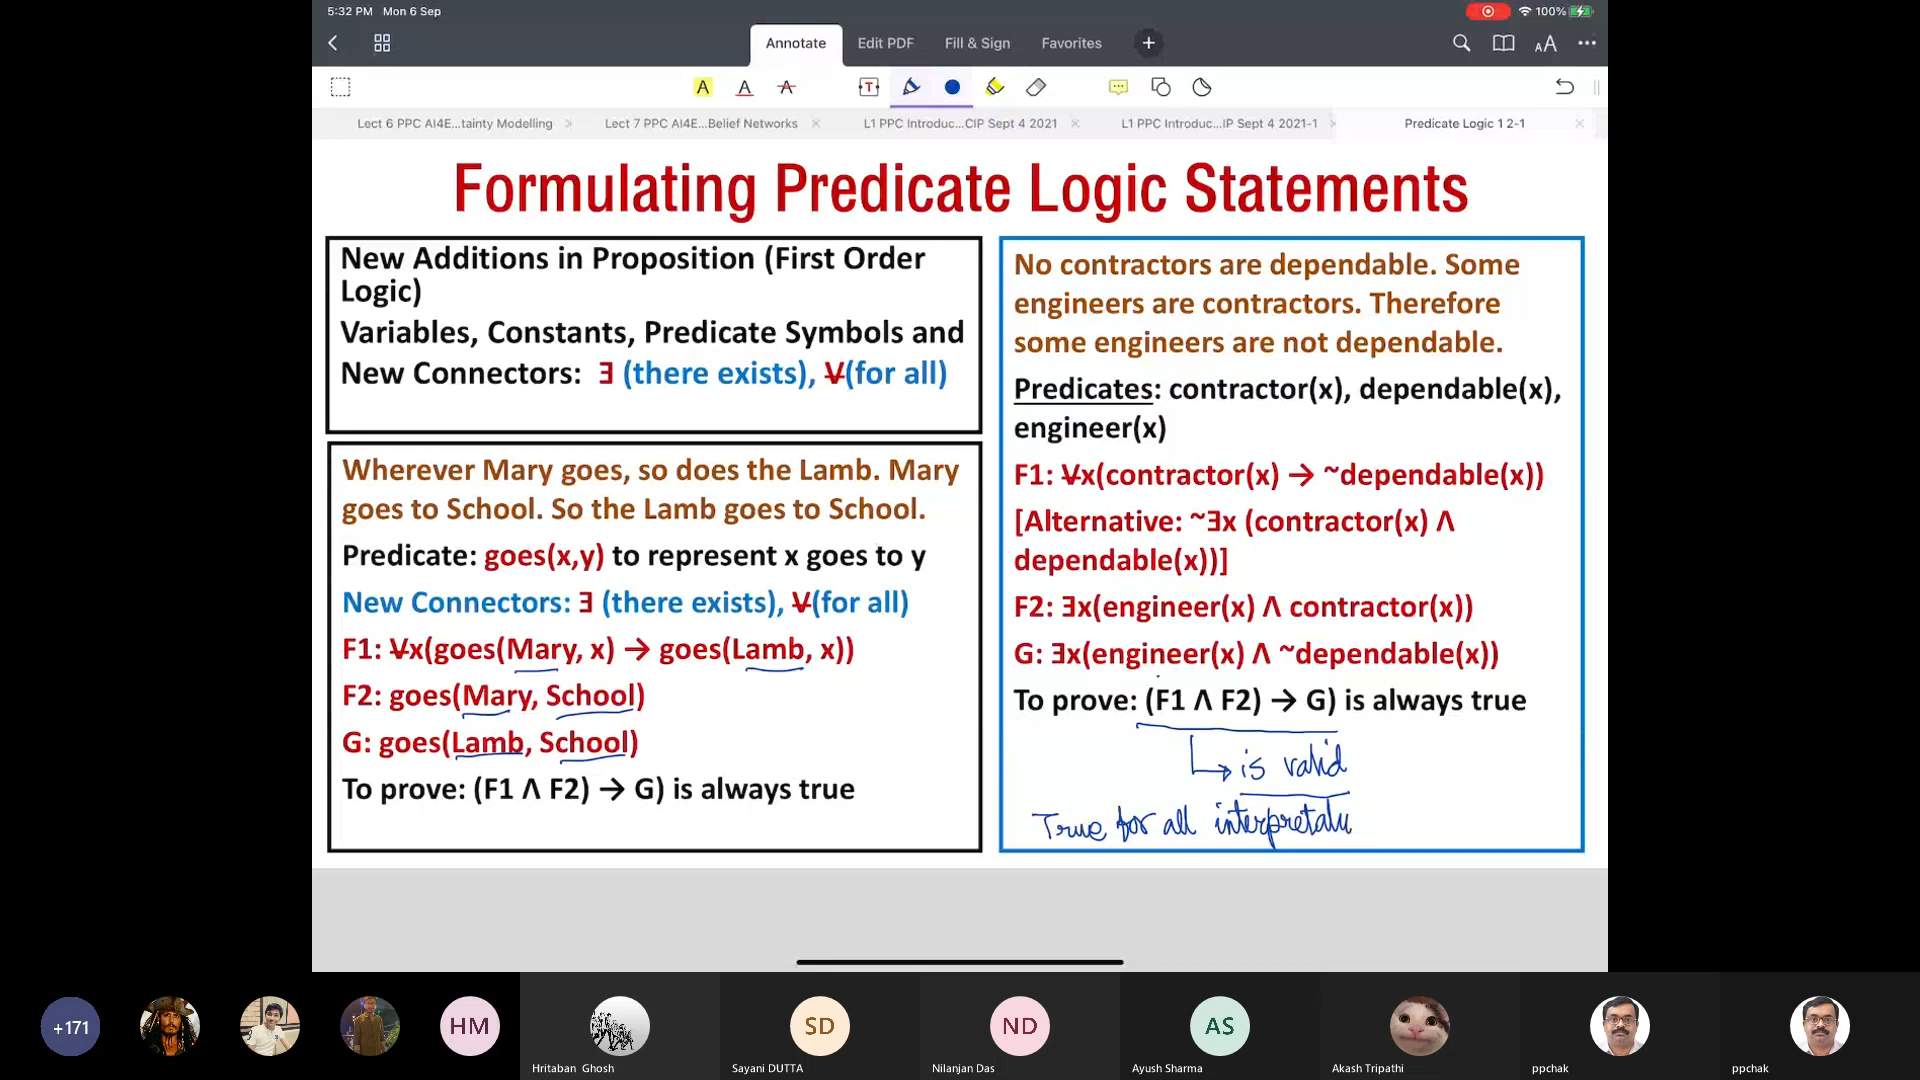 5:32 PM Mon 6 Sep
100%
Annotate Edit PDF Fill & Sign Favorites
A A A T AA
Lect 6 PPC AI4E...tainty Modelling
Lect 7 PPC AI4E...Belief Networks
L1 PPC Introduc...CIP Sept 4 2021
L1 PPC Introduc...IP Sept 4 2021-1
Predicate Logic 1 2-1
Formulating Predicate Logic Statements
New Additions in Proposition (First Order
Logic)
Variables, Constants, Predicate Symbols and
New Connectors: ∃ (there exists), ∀(for all)
Wherever Mary goes, so does the Lamb. Mary
goes to School. So the Lamb goes to School.
Predicate: goes(x,y) to represent x goes to y
New Connectors: ∃ (there exists), ∀(for all)
F1: ∀x(goes(Mary, x) → goes(Lamb, x))
F2: goes(Mary, School)
G: goes(Lamb, School)
To prove: (F1 Λ F2) → G) is always true
No contractors are dependable. Some
engineers are contractors. Therefore
some engineers are not dependable.
Predicates: contractor(x), dependable(x),
engineer(x)
F1: ∀x(contractor(x) → ~dependable(x))
[Alternative: ~∃x (contractor(x) Λ
dependable(x))]
F2: ∃x(engineer(x) Λ contractor(x))
G: ∃x(engineer(x) Λ ~dependable(x))
To prove: (F1 Λ F2) → G) is always true
is valid
True for all
+171
HM
SD
ND
AS
Hritaban Ghosh
Sayani DUTTA
Nilanjan Das
Ayush Sharma
Akash Tripathi
ppchak
ppchak